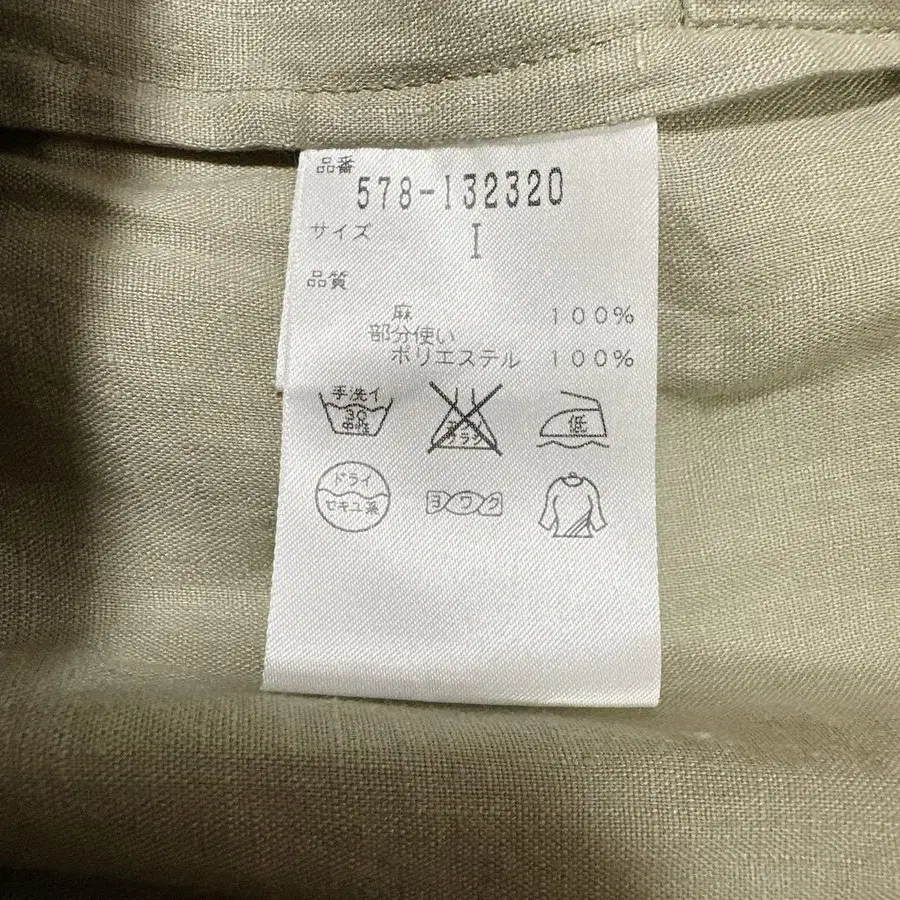 品番
578-132320
サイズ I
品質
麻 100%
部分使い
ポリエステル 100%
手洗イ
30
中性
エンソ
サラシ
低
ドライ
セキユ系
ヨワク